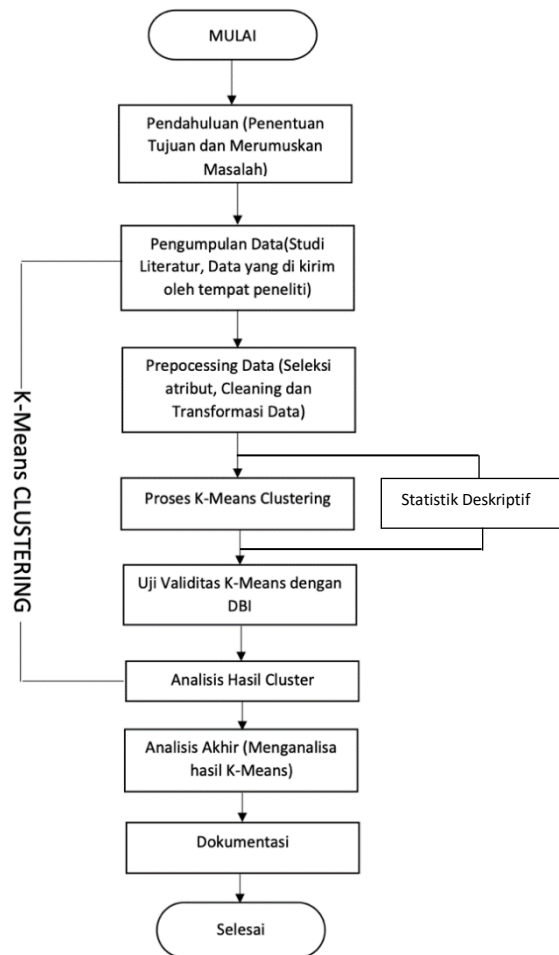 MULAI
Pendahuluan (Penentuan
Tujuan dan Merumuskan
Masalah)
Pengumpulan Data(Studi
Literatur, Data yang di kirim
oleh tempat peneliti)
K-Means CLUSTERING
Prepocessing Data (Seleksi
atribut, Cleaning dan
Transformasi Data)
Proses K-Means Clustering
Statistik Deskriptif
Uji Validitas K-Means dengan
DBI
Analisis Hasil Cluster
Analisis Akhir (Menganalisa
hasil K-Means)
Dokumentasi
Selesai